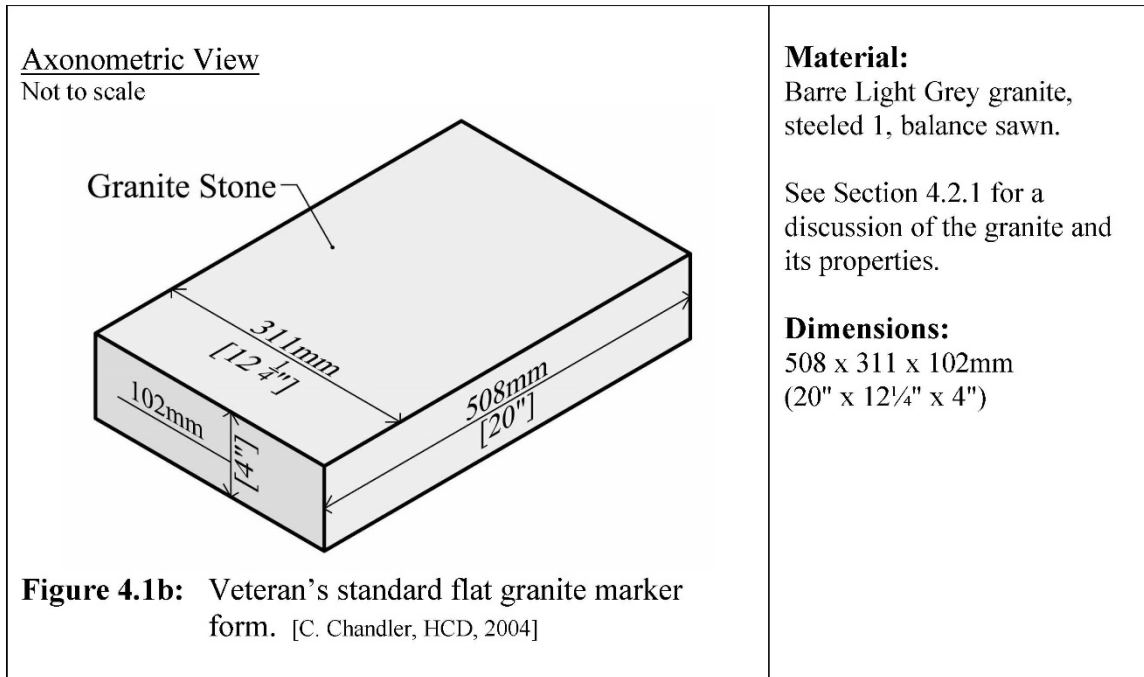 Axonometric View
Not to scale
Granite Stone
311mm
[12 1/4"]
508mm
[20"]
102mm
[4"]
Figure 4.1b: Veteran’s standard flat granite marker
form. [C. Chandler, HCD, 2004]
Material:
Barre Light Grey granite,
steeled 1, balance sawn.
See Section 4.2.1 for a
discussion of the granite and
its properties.
Dimensions:
508 x 311 x 102mm
(20" x 12¼" x 4")